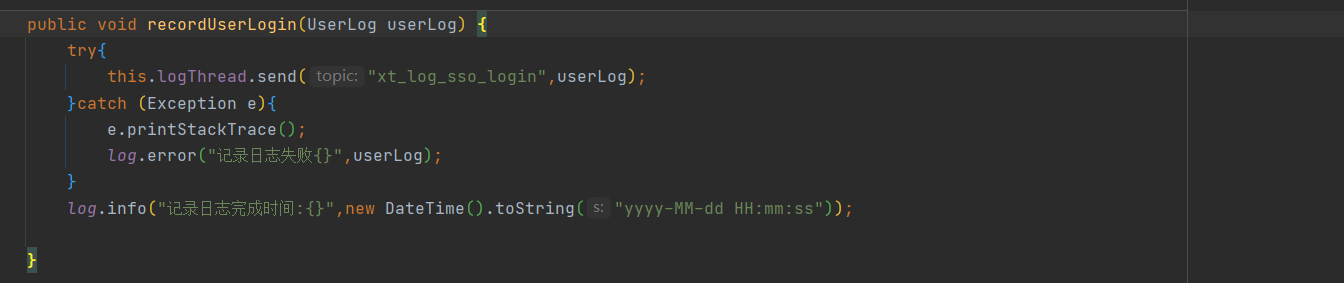 public void recordUserLogin(UserLog userLog) {
try{
this.logThread.send( topic: "xt_log_sso_login",userLog);
}catch (Exception e){
e.printStackTrace();
log.error("记录日志失败{}",userLog);
}
log.info("记录日志完成时间:{}",new DateTime().toString( s: "yyyy-MM-dd HH:mm:ss"));
}